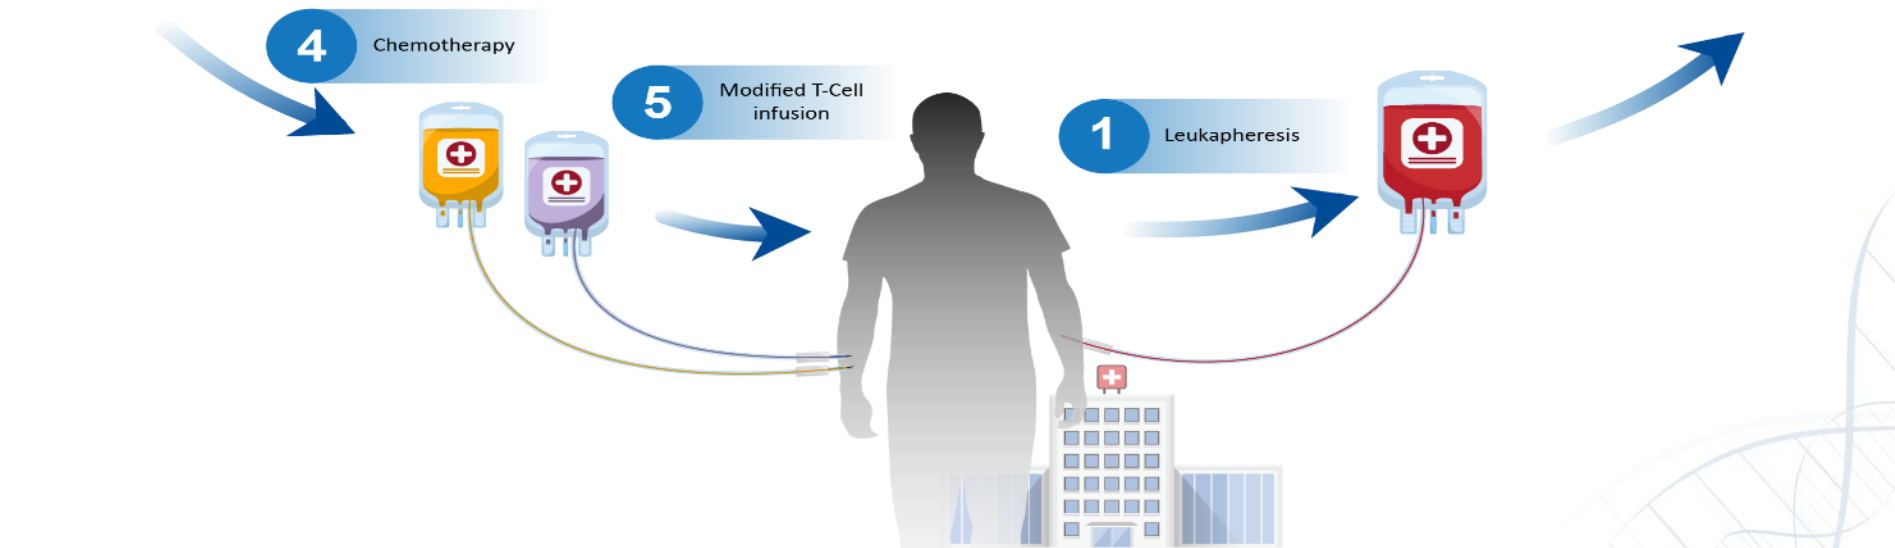 4
Chemotherapy
5
Modified T-Cell
infusion
1
Leukapheresis